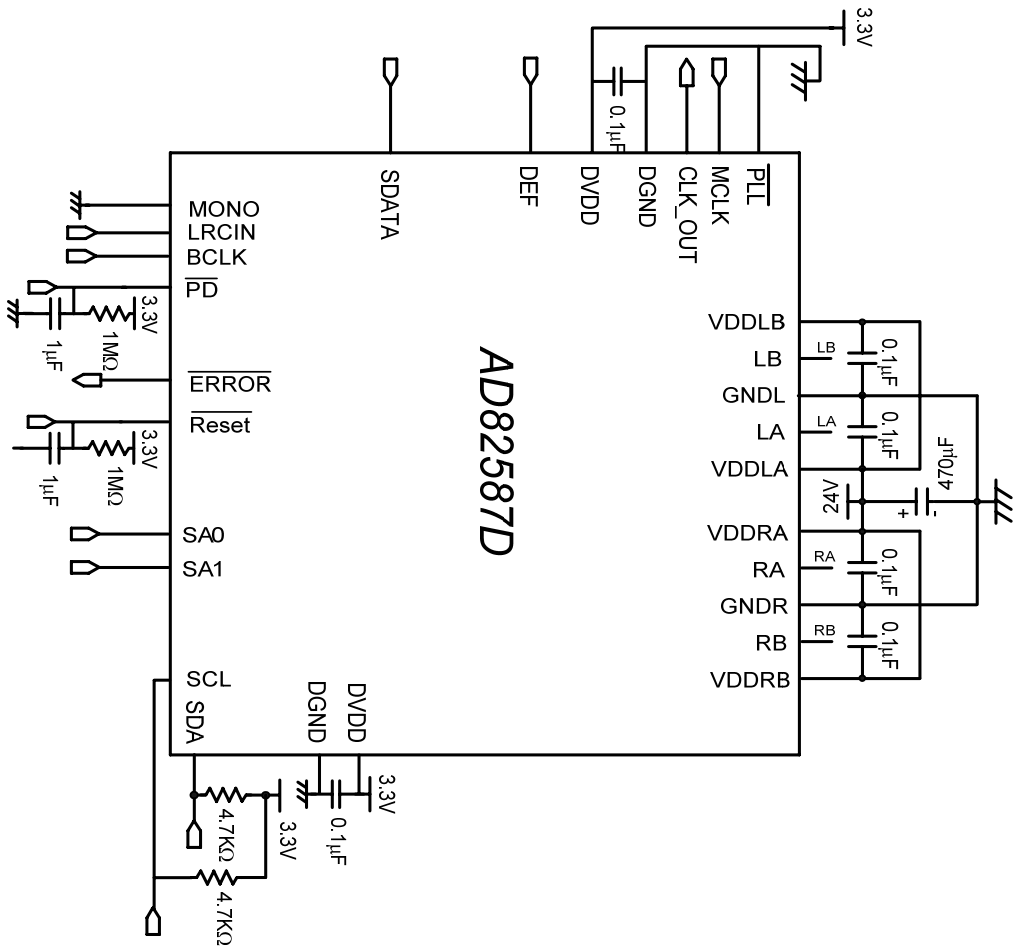 3.3V
0.1µF
SDATA
DEF
DVDD
DGND
CLK_OUT
MCLK
PLL
MONO
LRCIN
BCLK
PD
3.3V
1MΩ
1µF
ERROR
Reset
3.3V
1MΩ
1µF
SA0
SA1
SCL
SDA
DGND
DVDD
3.3V
0.1µF
3.3V
4.7KΩ
4.7KΩ
AD82587D
VDDLB
LB
LB
0.1µF
GNDL
LA
LA
0.1µF
VDDLA
470µF
24V
+
-
VDDRA
RA
RA
0.1µF
GNDR
RB
RB
0.1µF
VDDRB